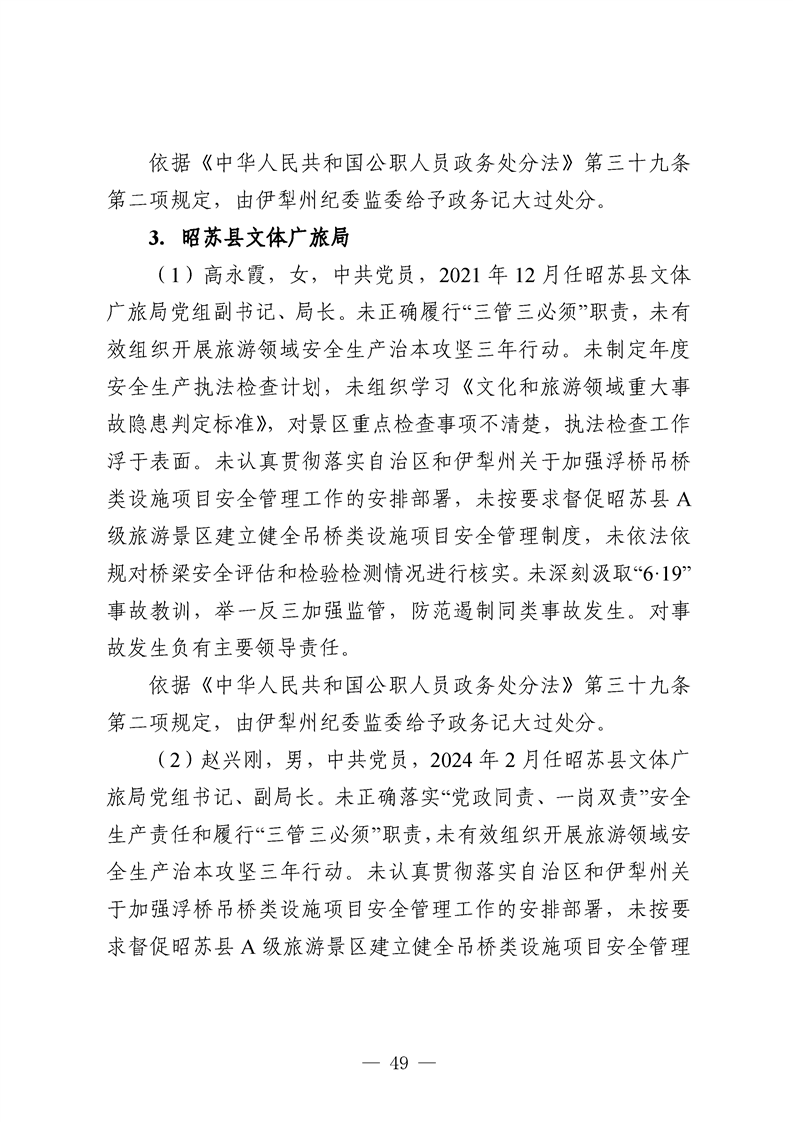 依据《中华人民共和国公职人员政务处分法》第三十九条
第二项规定，由伊犁州纪委监委给予政务记大过处分。
3. 昭苏县文体广旅局
（1）高永霞，女，中共党员，2021 年 12 月任昭苏县文体
广旅局党组副书记、局长。未正确履行“三管三必须”职责，未有
效组织开展旅游领域安全生产治本攻坚三年行动。未制定年度
安全生产执法检查计划，未组织学习《文化和旅游领域重大事
故隐患判定标准》，对景区重点检查事项不清楚，执法检查工作
浮于表面。未认真贯彻落实自治区和伊犁州关于加强浮桥吊桥
类设施项目安全管理工作的安排部署，未按要求督促昭苏县 A
级旅游景区建立健全吊桥类设施项目安全管理制度，未依法依
规对桥梁安全评估和检验检测情况进行核实。未深刻汲取“6·19”
事故教训，举一反三加强监管，防范遏制同类事故发生。对事
故发生负有主要领导责任。
依据《中华人民共和国公职人员政务处分法》第三十九条
第二项规定，由伊犁州纪委监委给予政务记大过处分。
（2）赵兴刚，男，中共党员，2024 年 2 月任昭苏县文体广
旅局党组书记、副局长。未正确落实“党政同责、一岗双责”安全
生产责任和履行“三管三必须”职责，未有效组织开展旅游领域安
全生产治本攻坚三年行动。未认真贯彻落实自治区和伊犁州关
于加强浮桥吊桥类设施项目安全管理工作的安排部署，未按要
求督促昭苏县 A 级旅游景区建立健全吊桥类设施项目安全管理
— 49 —